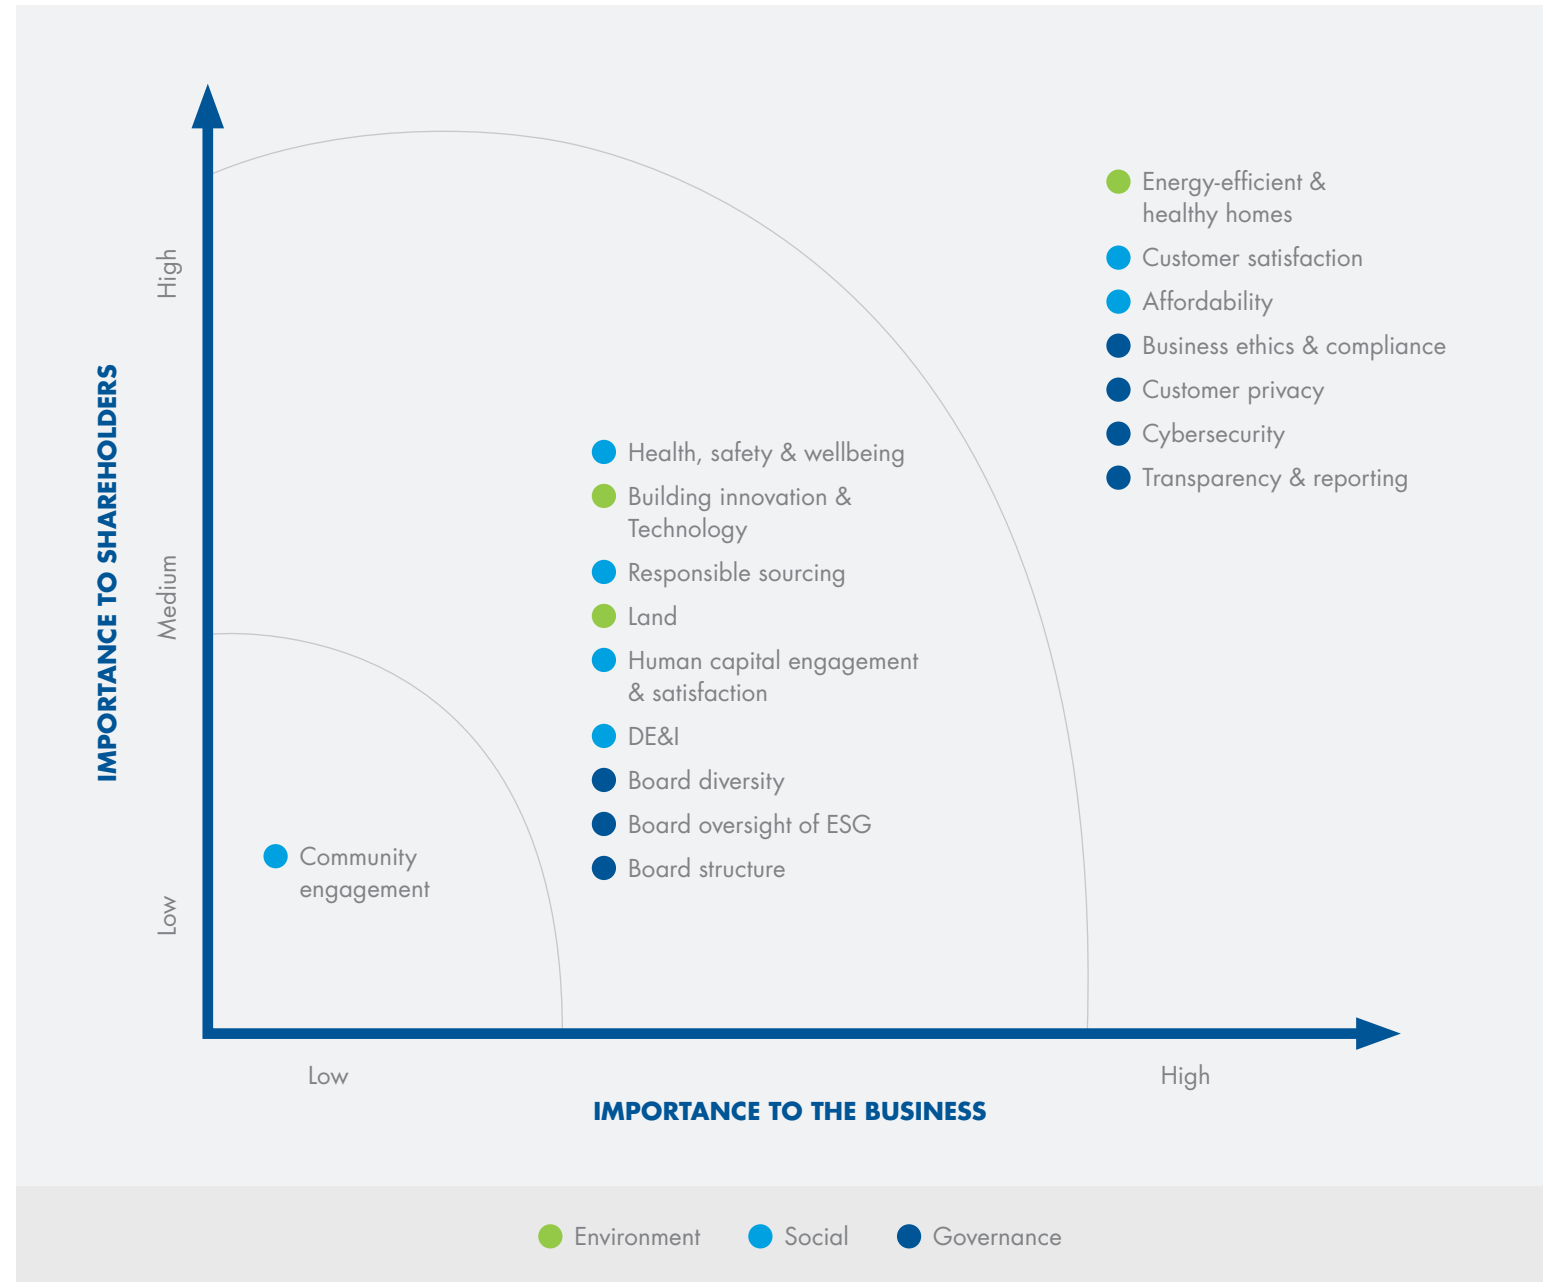 IMPORTANCE TO SHAREHOLDERS
High
Medium
Low
Energy-efficient &
healthy homes
Customer satisfaction
Affordability
Business ethics & compliance
Customer privacy
Cybersecurity
Transparency & reporting
Health, safety & wellbeing
Building innovation &
Technology
Responsible sourcing
Land
Human capital engagement
& satisfaction
DE&I
Board diversity
Board oversight of ESG
Board structure
Community
engagement
Low
High
IMPORTANCE TO THE BUSINESS
Environment
Social
Governance